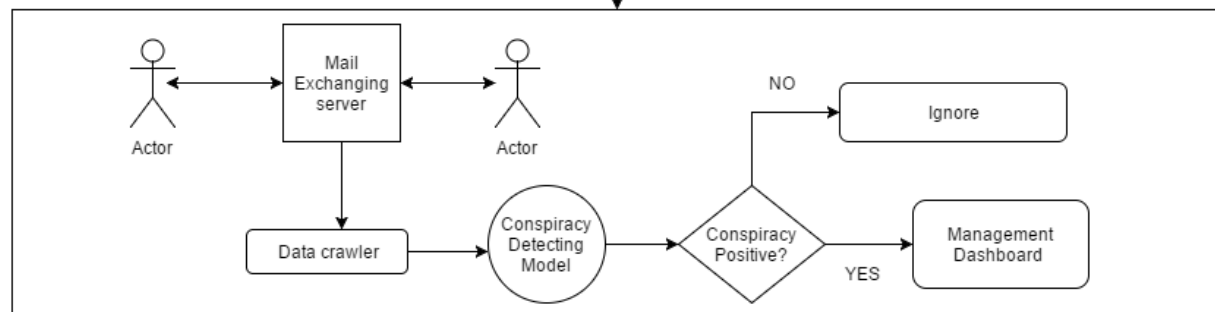 Mail
Exchanging
server
Actor
Actor
NO
Ignore
Data crawler
Conspiracy
Detecting
Model
Conspiracy
Positive?
YES
Management
Dashboard